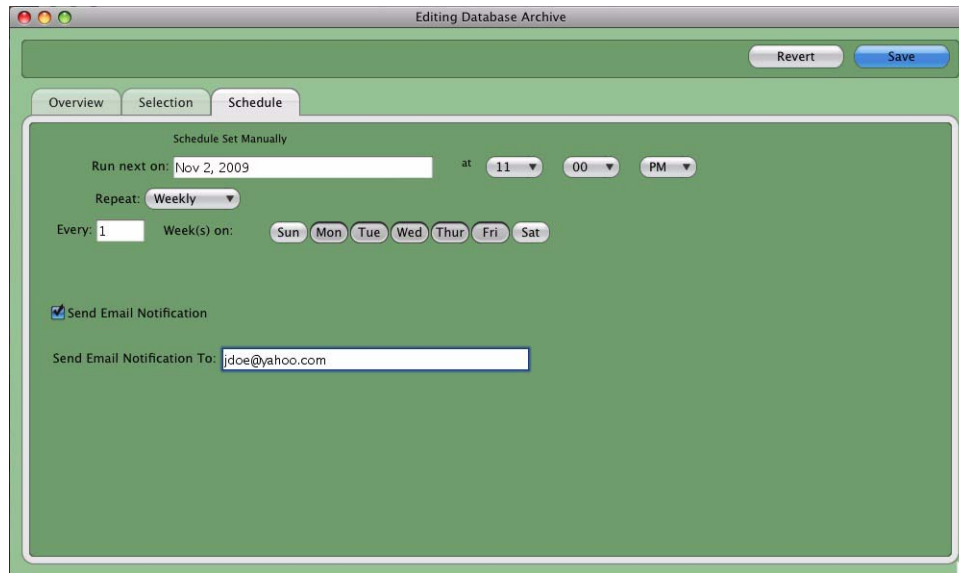 Editing Database Archive
Revert Save
Overview Selection Schedule
Schedule Set Manually
Run next on: Nov 2, 2009 at 11 00 PM
Repeat: Weekly
Every: 1 Week(s) on: Sun Mon Tue Wed Thur Fri Sat
Send Email Notification
Send Email Notification To: jdoe@yahoo.com